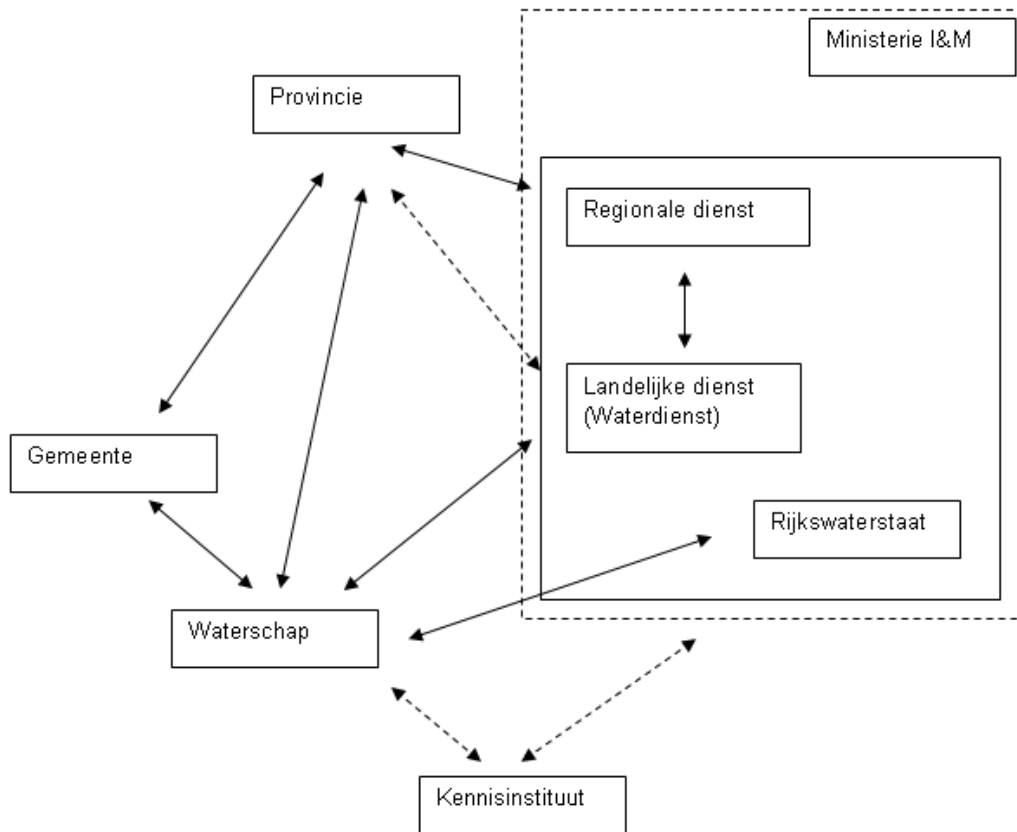 Ministerie I&M
Provincie
Regionale dienst
Landelijke dienst
(Waterdienst)
Gemeente
Rijkswaterstaat
Waterschap
Kennisinstituut